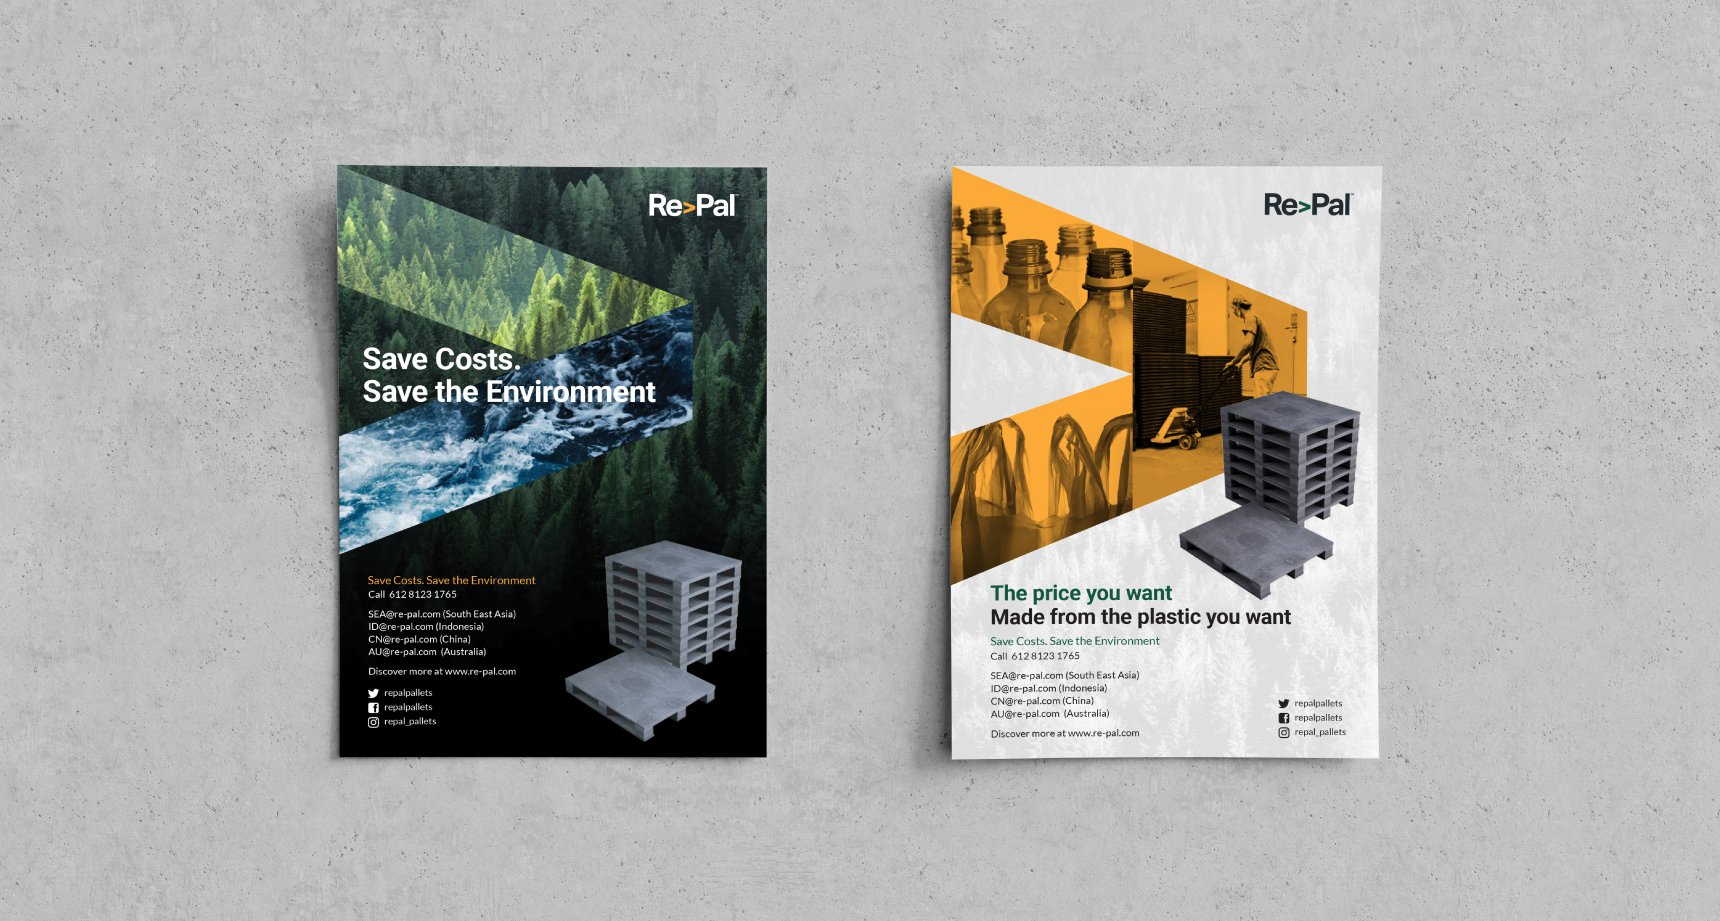 Re>Pal™
Save Costs.
Save the Environment
Save Costs. Save the Environment
Call 612 8123 1765
SEA@re-pal.com (South East Asia)
ID@re-pal.com (Indonesia)
CN@re-pal.com (China)
AU@re-pal.com (Australia)
Discover more at www.re-pal.com
repalpallets
repalpallets
repal_pallets
Re>Pal™
The price you want
Made from the plastic you want
Save Costs. Save the Environment
Call 612 8123 1765
SEA@re-pal.com (South East Asia)
ID@re-pal.com (Indonesia)
CN@re-pal.com (China)
AU@re-pal.com (Australia)
Discover more at www.re-pal.com
repalpallets
repalpallets
repal_pallets